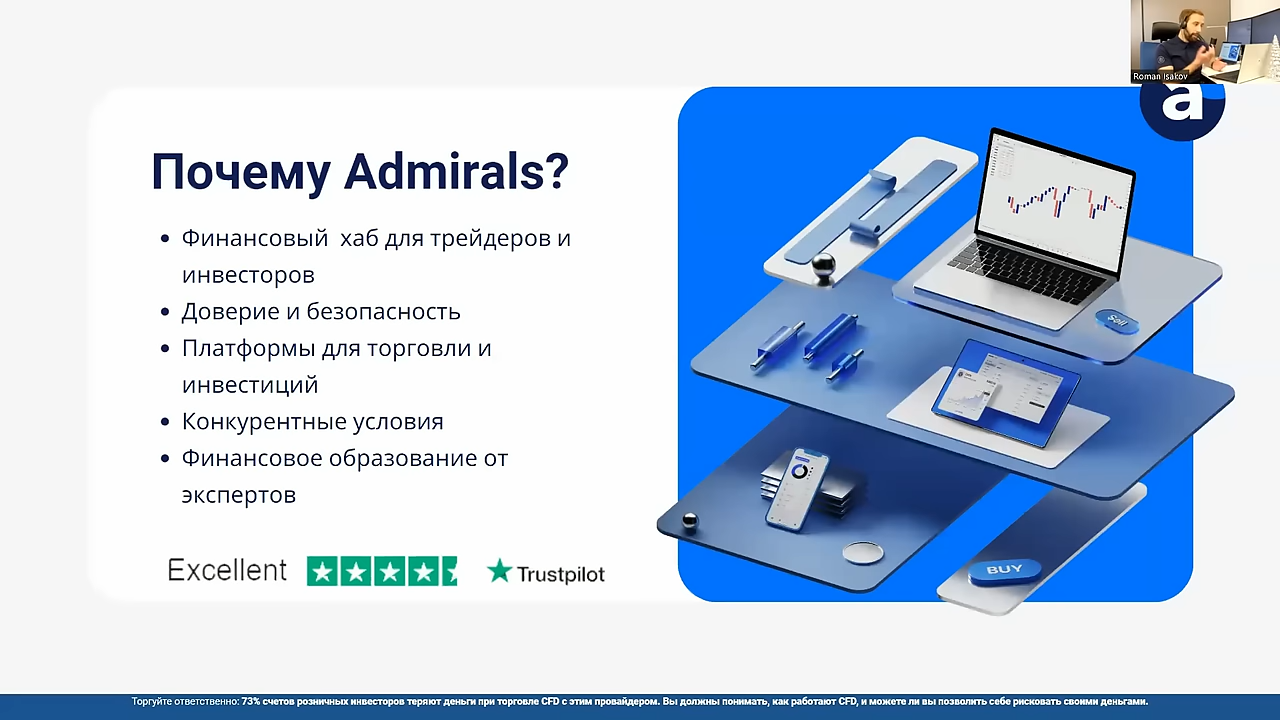 Roman Isakov
a
Почему Admirals?
• Финансовый хаб для трейдеров и
инвесторов
• Доверие и безопасность
• Платформы для торговли и
инвестиций
• Конкурентные условия
• Финансовое образование от
экспертов
Excellent
Trustpilot
Sell
BUY
Торгуйте ответственно: 73% счетов розничных инвесторов теряют деньги при торговле CFD с этим провайдером. Вы должны понимать, как работают CFD, и можете ли вы позволить себе рисковать своими деньгами.